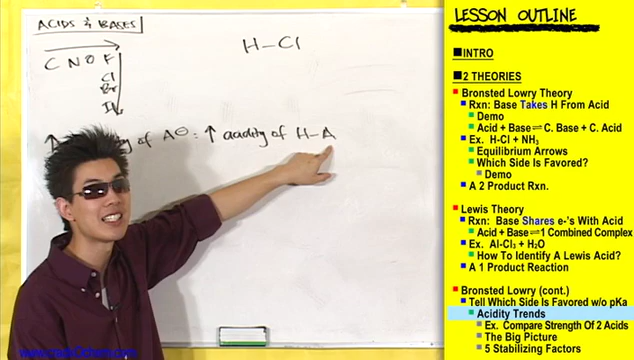 ACIDS & BASES
C N O F
Cl
Br
I
H-Cl
of A⊖ : ↑ acidity of H-A
www.crackOchem.com
LESSON OUTLINE
INTRO
2 THEORIES
Bronsted Lowry Theory
Rxn: Base Takes H From Acid
Demo
Acid + Base⇌C. Base + C. Acid
Ex. H-Cl + NH₃
Equilibrium Arrows
Which Side Is Favored?
Demo
A 2 Product Rxn.
Lewis Theory
Rxn: Base Shares e-'s With Acid
Acid + Base⇌1 Combined Complex
Ex. Al-Cl₃ + H₂O
How To Identify A Lewis Acid?
A 1 Product Reaction
Bronsted Lowry (cont.)
Tell Which Side Is Favored w/o pKa
Acidity Trends
Ex. Compare Strength Of 2 Acids
The Big Picture
5 Stabilizing Factors